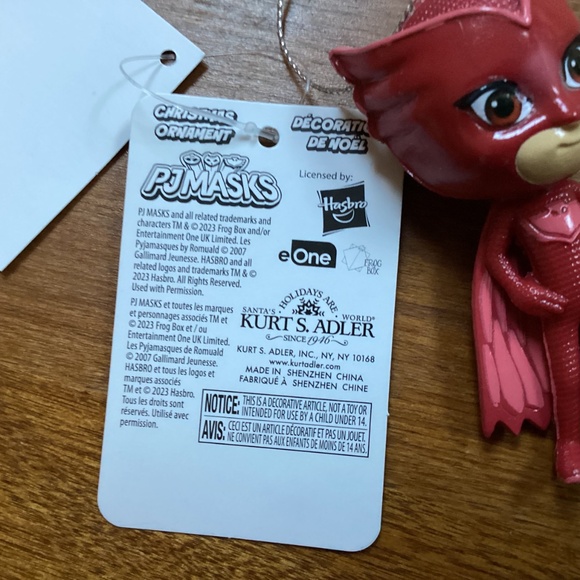 CHRISTMAS
ORNAMENT
DÉCORATIO
DE NOEL
PJMASKS
Licensed by:
Hasbro
eOne
FROG
BOX
PJ MASKS and all related trademarks and
characters TM & © 2023 Frog Box and/or
Entertainment One UK Limited. Les
Pyjamasques by Romuald © 2007
Gallimard Jeunesse. HASBRO and all
related logos and trademarks TM & ©
2023 Hasbro. All Rights Reserved.
Used with Permission.
PJ MASKS et toutes les marques
et personnages associés TM et
© 2023 Frog Box et / ou
Entertainment One UK Limited.
Les Pyjamasques de Romuald
© 2007 Gallimard Jeunesse.
HASBRO et tous les logos et
marques associés
TM et © 2023 Hasbro.
Tous les droits sont
réservés. Utilisé avec
permission.
HOLIDAYS ARE
SANTA'S WORLD®
KURT S. ADLER
SINCE 1946
KURT S. ADLER, INC., NY, NY 10168
www.kurtadler.com
MADE IN SHENZHEN CHINA
FABRIQUÉ À SHENZHEN CHINE
NOTICE: THIS IS A DECORATIVE ARTICLE, NOT A TOY OR
INTENDED FOR USE BY A CHILD UNDER 14.
AVIS: CECI EST UN ARTICLE DÉCORATIF ET PAS UN JOUET,
NE CONVIENT PAS AUX ENFANTS DE MOINS DE 14 ANS.